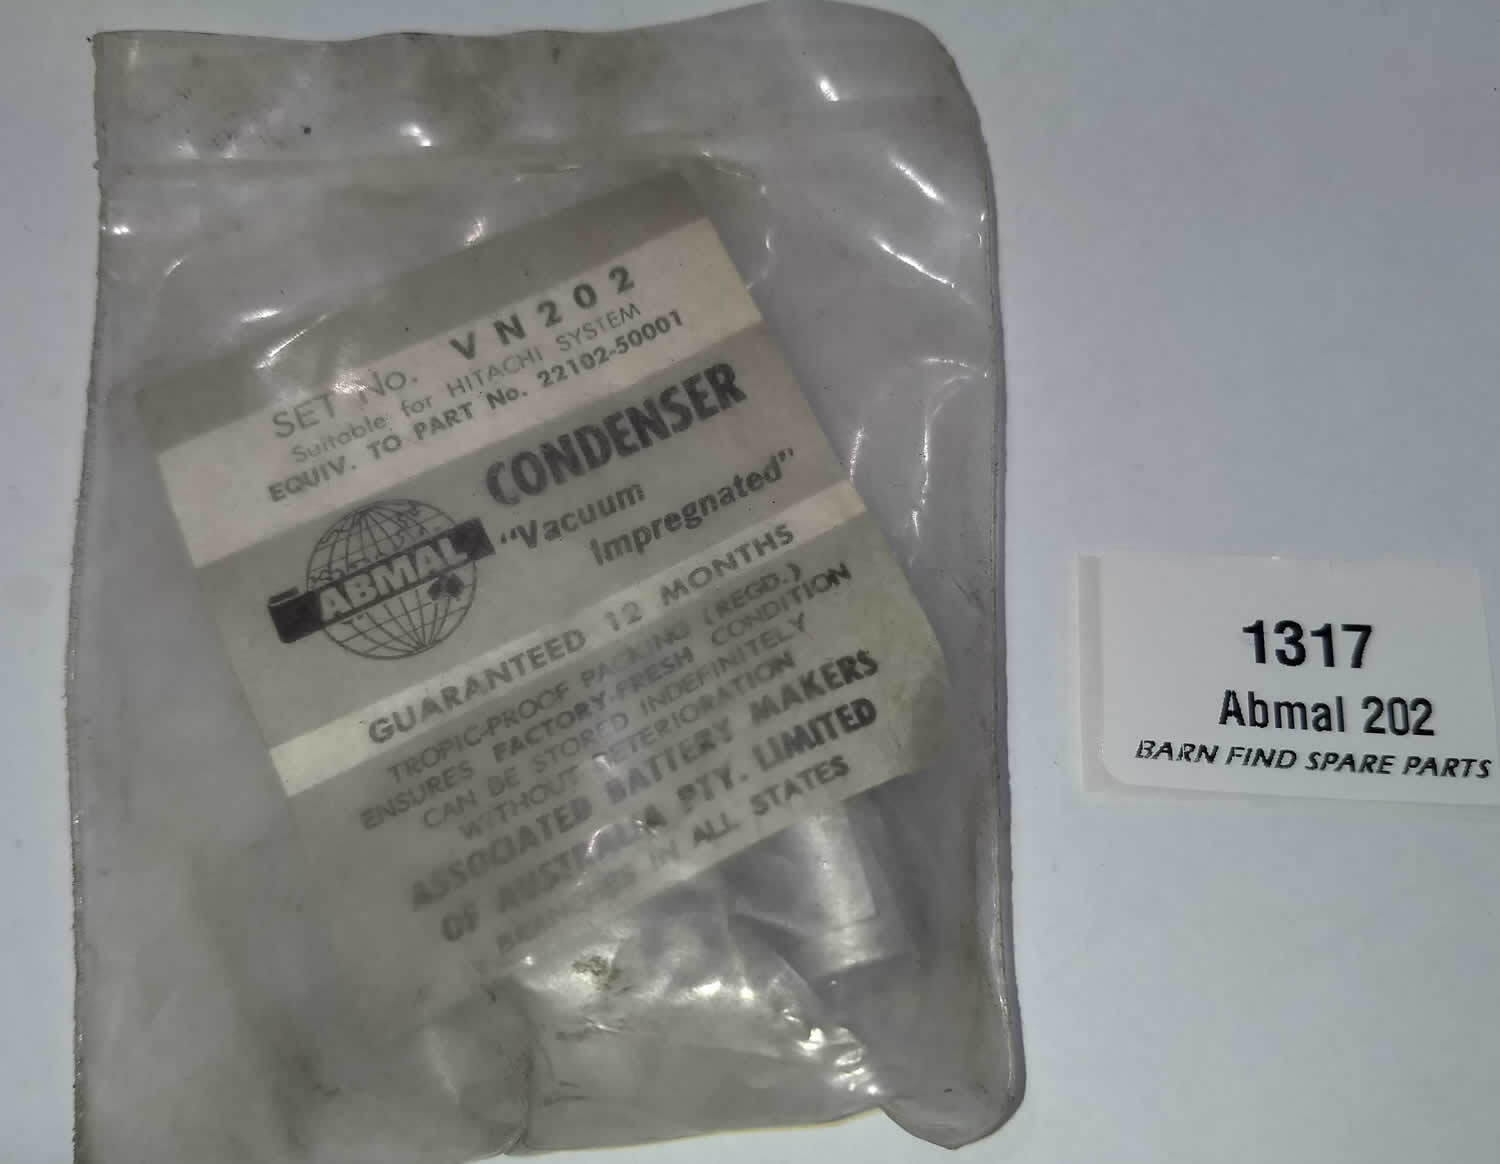 SET No. VN202
Suitable for HITACHI SYSTEM
EQUIV. TO PART No. 22102-50001
CONDENSER
"Vacuum
Impregnated"
ABMAL
GUARANTEED 12 MONTHS
TROPIC-PROOF PACKING (REGD.)
ENSURES FACTORY-FRESH CONDITION
CAN BE STORED INDEFINITELY
WITHOUT DETERIORATION
ASSOCIATED BATTERY MAKERS
OF AUSTRALIA PTY. LIMITED
BRANCHES IN ALL STATES
1317
Abmal 202
BARN FIND SPARE PARTS